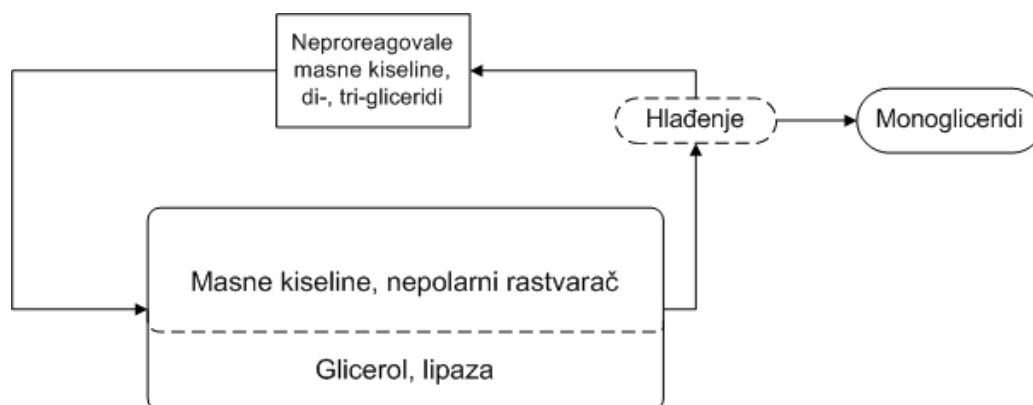 Neproreagovale
masne kiseline,
di-, tri-gliceridi
Hlađenje
Monogliceridi
Masne kiseline, nepolarni rastvarač
Glicerol, lipaza